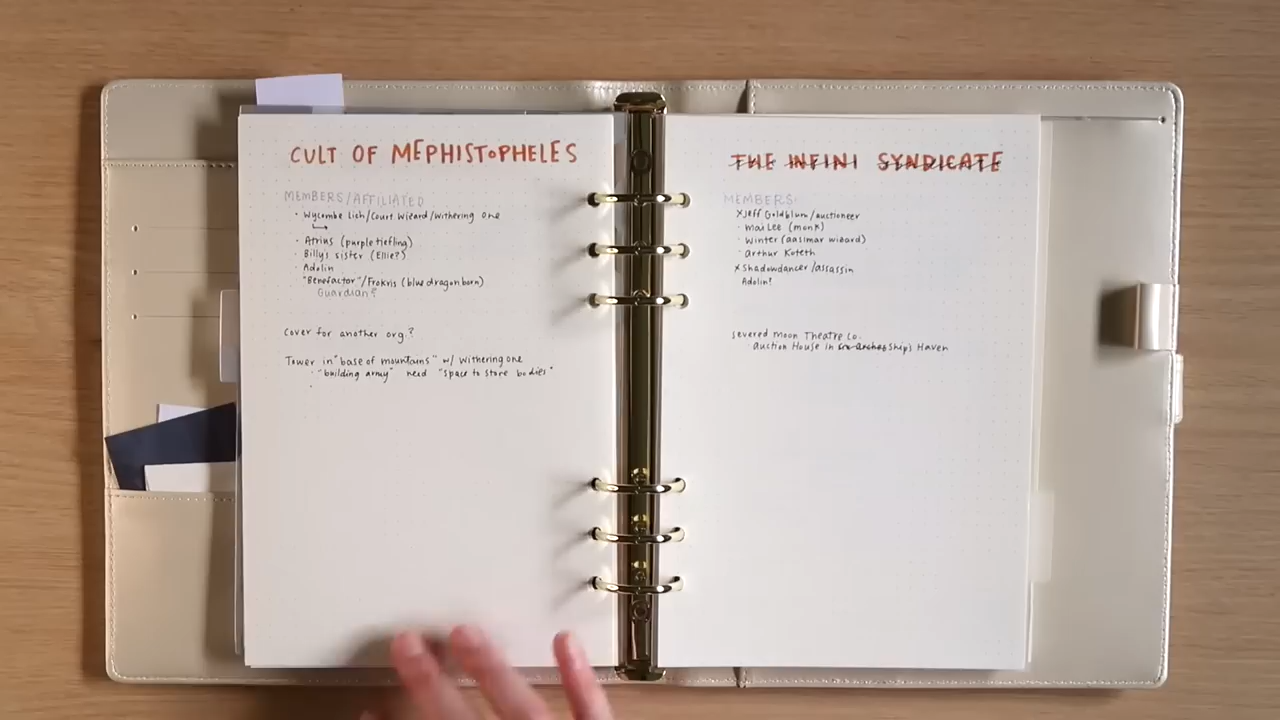 CULT OF MEPHISTOPHELES
MEMBERS/AFFILIATED
· Wycombe Lich/Court Wizard/Withering One
· Atrius (purple tiefling)
· Billy's sister (Ellie?)
· Adolin
· "Benefactor"/Frokris (blue dragonborn)
Guardian?
Cover for another org.?
Tower in "base of mountains" w/ Withering One
· "building army" need "space to store bodies"
THE INFINI SYNDICATE
MEMBERS:
x Jeff Goldblum/auctioneer
· Mai Lee (monk)
· Winter (aasimar wizard)
· Arthur Koteth
x Shadowdancer/assassin
Adolin?
Severed Moon Theatre Co.
· Auction House in Ships Haven